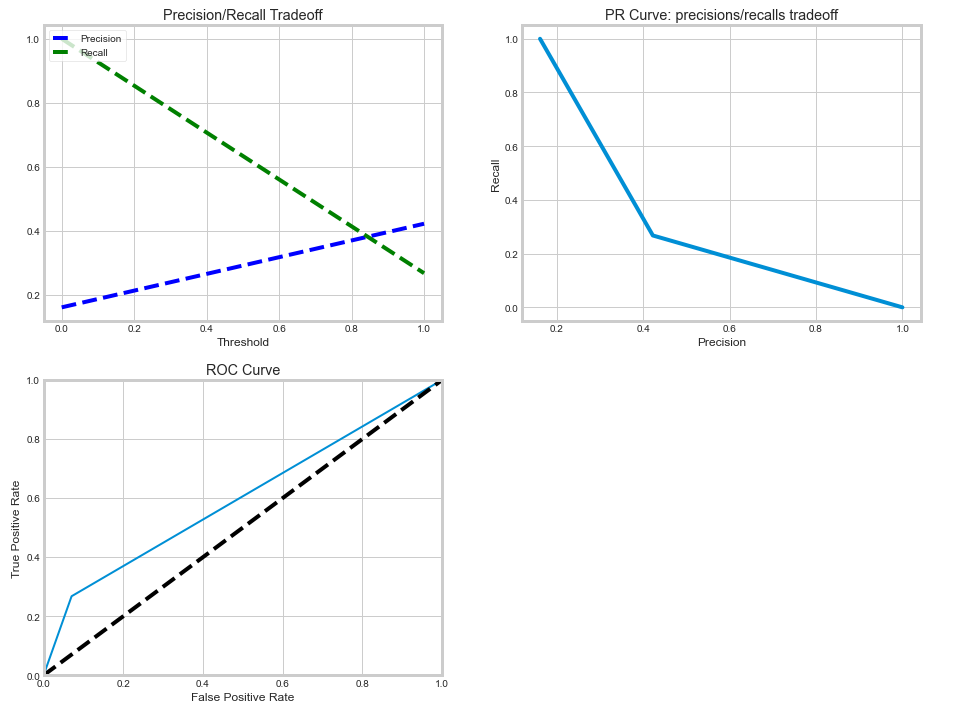 Precision/Recall Tradeoff
1.0
0.8
0.6
0.4
0.2
Precision
Recall
0.0 0.2 0.4 0.6 0.8 1.0
Threshold
PR Curve: precisions/recalls tradeoff
Recall
1.0
0.8
0.6
0.4
0.2
0.0
0.2 0.4 0.6 0.8 1.0
Precision
ROC Curve
True Positive Rate
1.0
0.8
0.6
0.4
0.2
0.0
0.0 0.2 0.4 0.6 0.8 1.0
False Positive Rate